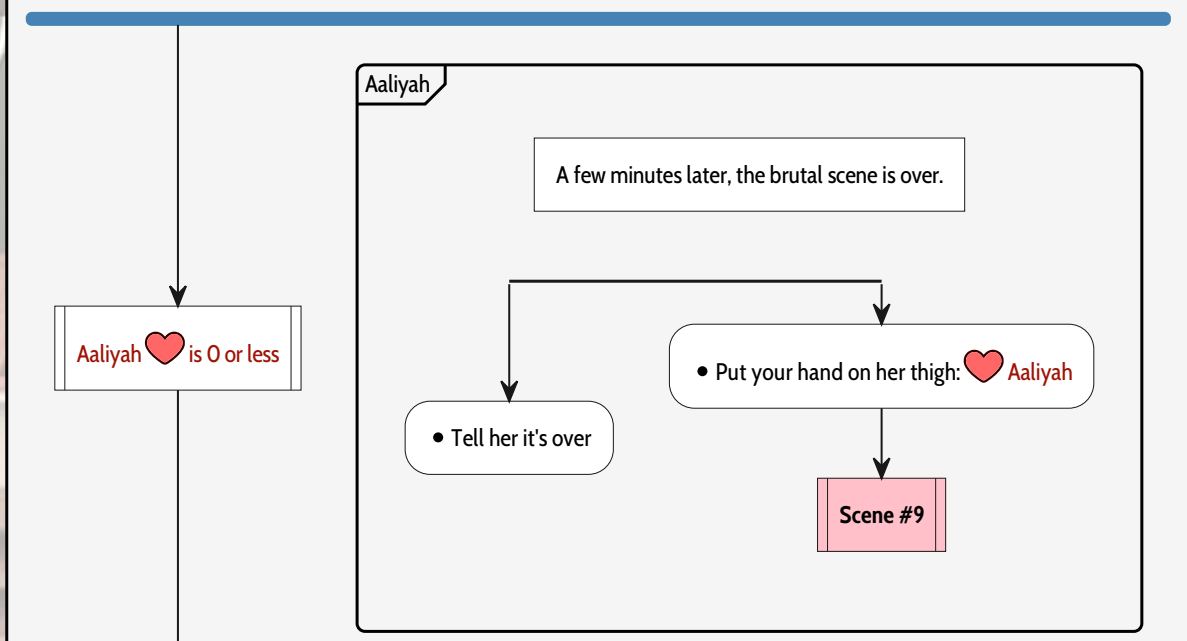 Aaliyah
A few minutes later, the brutal scene is over.
Aaliyah is 0 or less
• Put your hand on her thigh: Aaliyah
• Tell her it's over
Scene #9